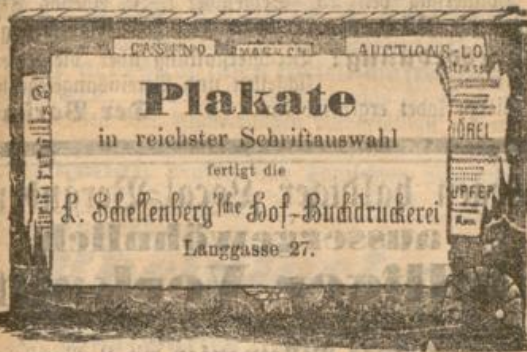 CASINO
AUCTIONS-LO
Plakate
in reichster Schriftauswahl
fertigt die
L. Schellenberg'sche Hof-Buchdruckerei
Langgasse 27.